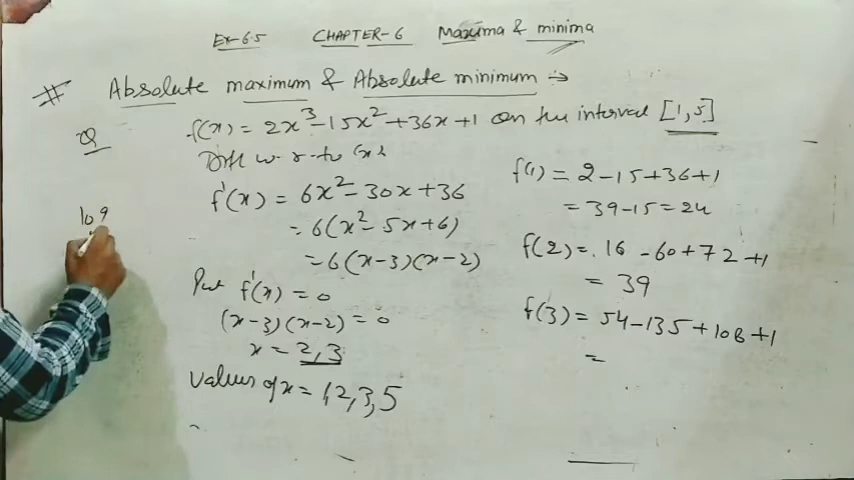 Ex-6.5 CHAPTER-6 Maxuma & minima
# Absolute maximum & Absolute minimum →
Q f(x) = 2x³-15x²+36x+1 on the interval [1,5]
Diff w.r.to (x)
f'(x) = 6x²-30x+36
= 6(x²-5x+6)
= 6(x-3)(x-2)
Put f'(x) = 0
(x-3)(x-2) = 0
x = 2,3
values of x = 1,2,3,5
f(1) = 2-15+36+1
= 39-15 = 24
f(2) = 16-60+72+1
= 39
f(3) = 54-135+108+1
=
109